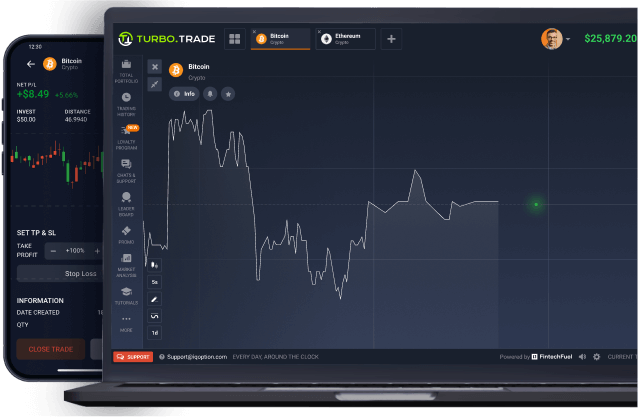 12:30
Bitcoin
Crypto
NET P/L
+$8.49 +5.66%
INVEST DISTANCE
$50.00 46.9940
SET TP & SL
TAKE PROFIT - +100% +
Stop Loss
INFORMATION
DATE CREATED
QTY
CLOSE TRADE
TURBO.TRADE
Bitcoin
Crypto
Ethereum
Crypto
$25,879.20
TOTAL
PORTFOLIO
TRADING
HISTORY
NEW
LOYALTY
PROGRAM
CHATS &
SUPPORT
LEADER
BOARD
PROMO
MARKET
ANALYSIS
TUTORIALS
MORE
Bitcoin
Crypto
Info
5s
1d
SUPPORT
Support@iqoption.com EVERY DAY, AROUND THE CLOCK
Powered by FintechFuel
CURRENT